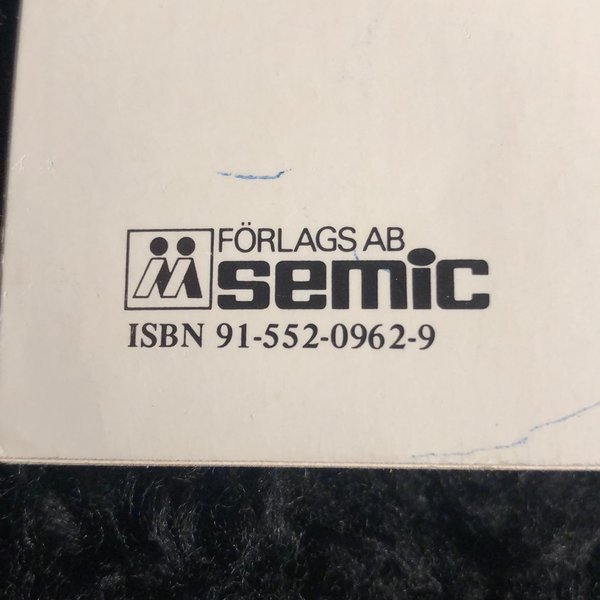 FÖRLAGS AB
semic
ISBN 91-552-0962-9